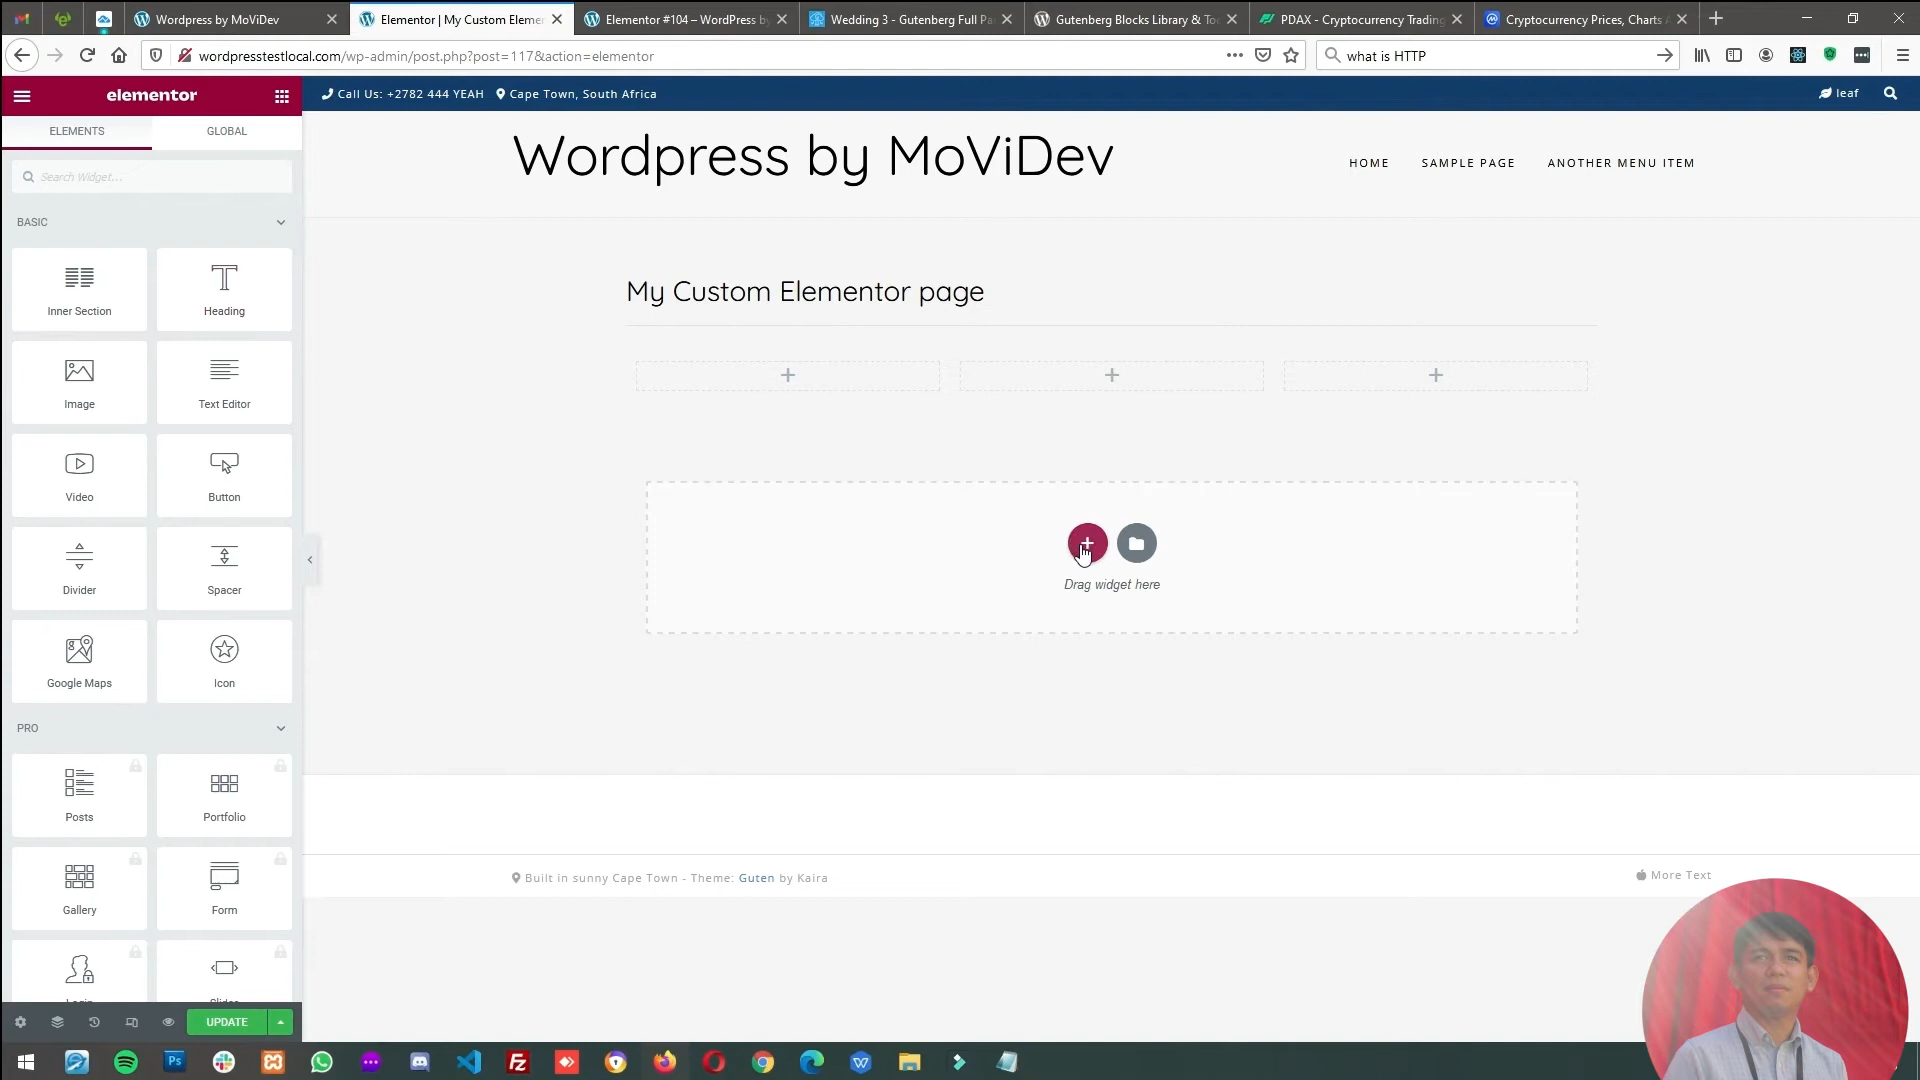 Wordpress by MoViDev
Elementor | My Custom Elemen
Elementor #104 – WordPress by
Wedding 3 - Gutenberg Full Pa
Gutenberg Blocks Library & Too
PDAX - Cryptocurrency Trading
Cryptocurrency Prices, Charts A
wordpresstestlocal.com/wp-admin/post.php?post=117&action=elementor
what is HTTP
elementor
ELEMENTS
GLOBAL
Search Widget...
BASIC
Inner Section
Heading
Image
Text Editor
Video
Button
Divider
Spacer
Google Maps
Icon
PRO
Posts
Portfolio
Gallery
Form
Login
Slides
UPDATE
Call Us: +2782 444 YEAH
Cape Town, South Africa
leaf
Wordpress by MoViDev
HOME
SAMPLE PAGE
ANOTHER MENU ITEM
My Custom Elementor page
Drag widget here
Built in sunny Cape Town - Theme: Guten by Kaira
More Text